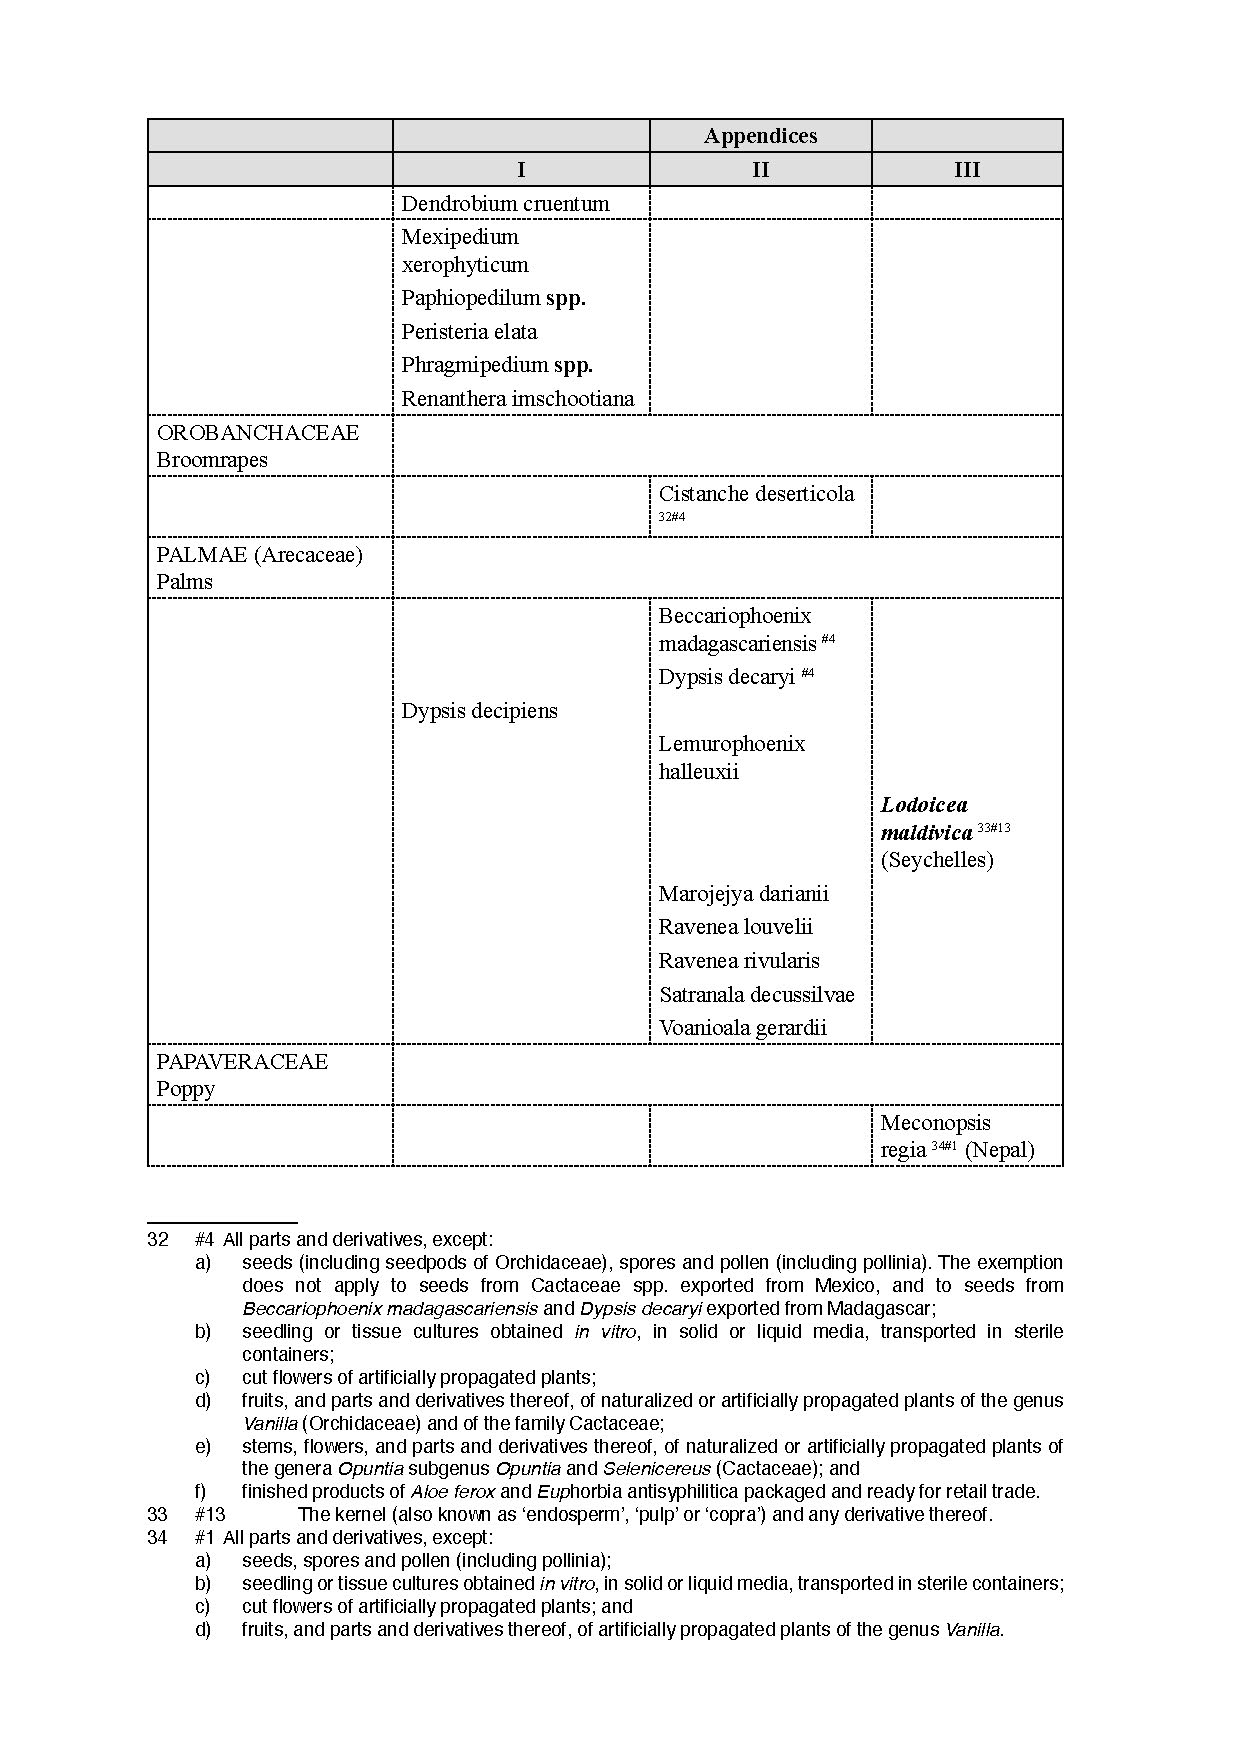 Appendices
I II III
Dendrobium cruentum
Mexipedium
xerophyticum
Paphiopedilum spp.
Peristeria elata
Phragmipedium spp.
Renanthera imschootiana
OROBANCHACEAE
Broomrapes
Cistanche deserticola
32#4
PALMAE (Arecaceae)
Palms
Beccariophoenix
madagascariensis #4
Dypsis decaryi #4
Dypsis decipiens
Lemurophoenix
halleuxii
Lodoicea
maldivica 33#13
(Seychelles)
Marojejya darianii
Ravenea louvelii
Ravenea rivularis
Satranala decussilvae
Voanioala gerardii
PAPAVERACEAE
Poppy
Meconopsis
regia 34#1 (Nepal)
32 #4 All parts and derivatives, except:
a) seeds (including seedpods of Orchidaceae), spores and pollen (including pollinia). The exemption
does not apply to seeds from Cactaceae spp. exported from Mexico, and to seeds from
Beccariophoenix madagascariensis and Dypsis decaryi exported from Madagascar;
b) seedling or tissue cultures obtained in vitro, in solid or liquid media, transported in sterile
containers;
c) cut flowers of artificially propagated plants;
d) fruits, and parts and derivatives thereof, of naturalized or artificially propagated plants of the genus
Vanilla (Orchidaceae) and of the family Cactaceae;
e) stems, flowers, and parts and derivatives thereof, of naturalized or artificially propagated plants of
the genera Opuntia subgenus Opuntia and Selenicereus (Cactaceae); and
f) finished products of Aloe ferox and Euphorbia antisyphilitica packaged and ready for retail trade.
33 #13 The kernel (also known as ‘endosperm’, ‘pulp’ or ‘copra’) and any derivative thereof.
34 #1 All parts and derivatives, except:
a) seeds, spores and pollen (including pollinia);
b) seedling or tissue cultures obtained in vitro, in solid or liquid media, transported in sterile containers;
c) cut flowers of artificially propagated plants; and
d) fruits, and parts and derivatives thereof, of artificially propagated plants of the genus Vanilla.